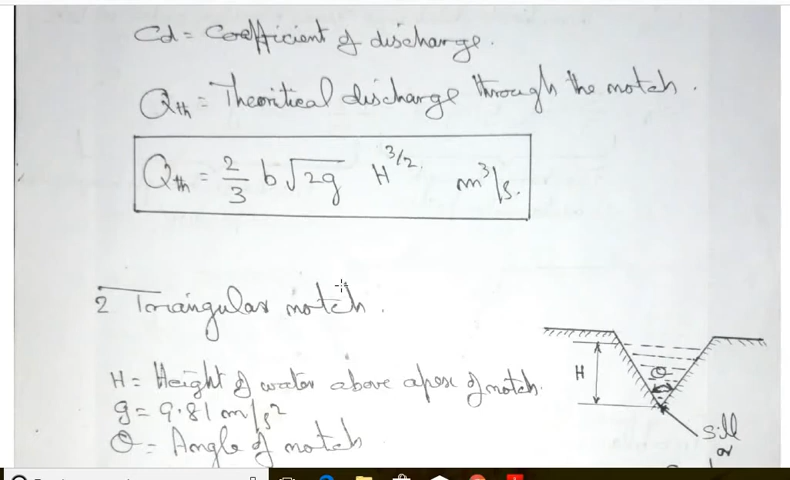 Cd = Coefficient of discharge.
Qth = Theoritical discharge through the notch.
Qth = 2/3 b√2g H^3/2 m³/s.
2 Triangular notch.
H = Height of water above apex of notch.
g = 9.81 m/s²
θ = Angle of notch
H
θ
sill
or